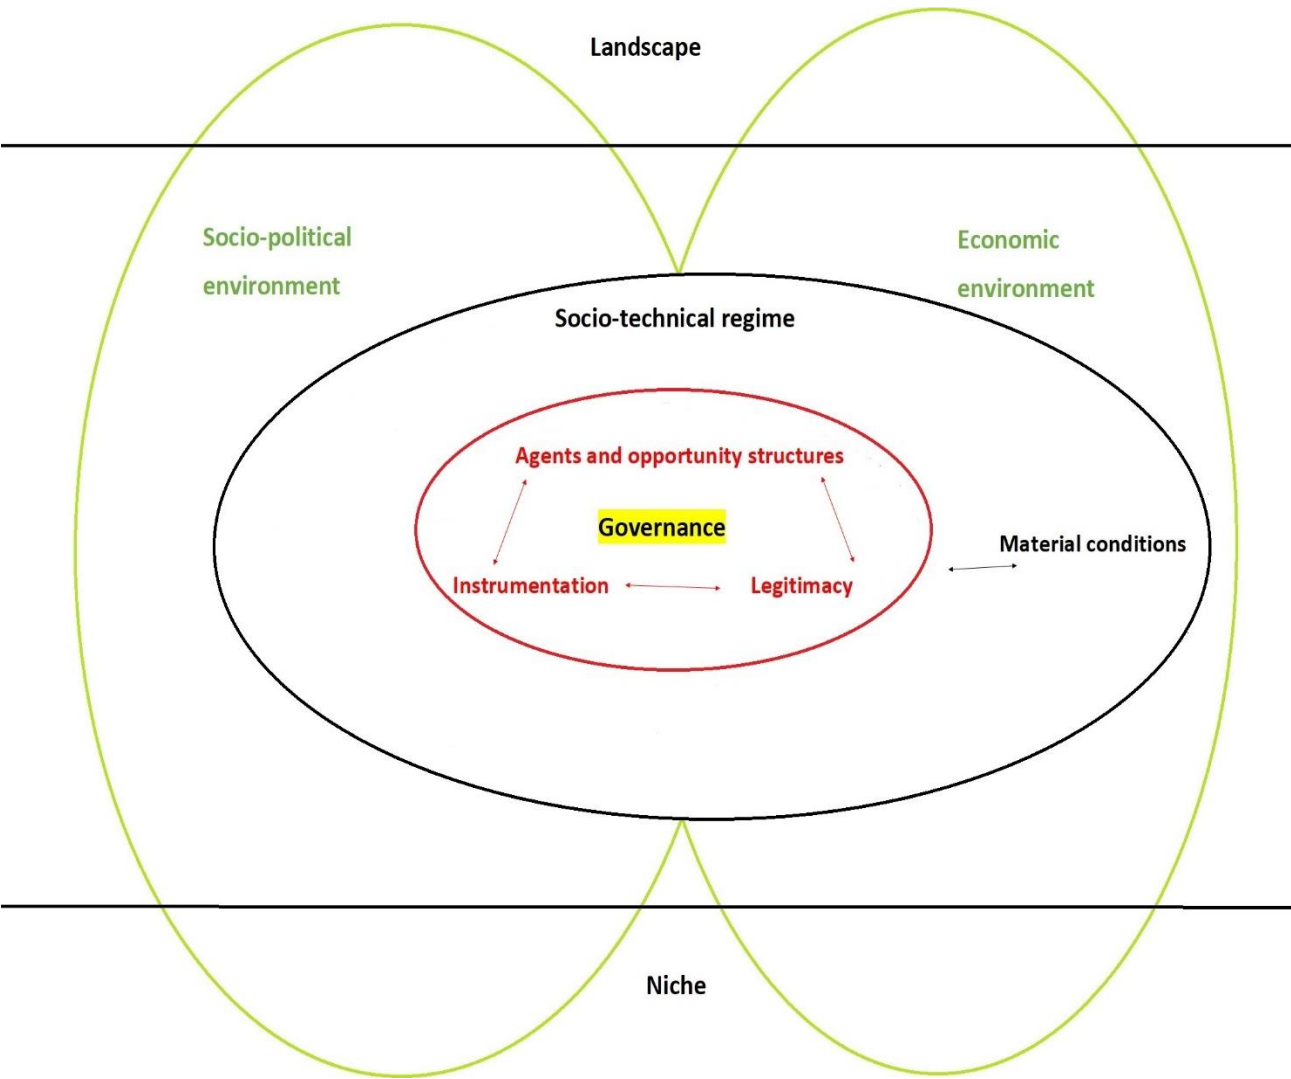 Landscape
Socio-political
environment
Economic
environment
Socio-technical regime
Agents and opportunity structures
Governance
Material conditions
Instrumentation
Legitimacy
Niche